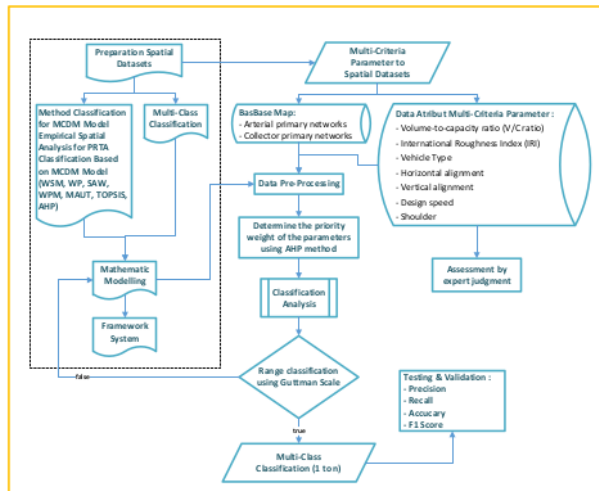 Preparation Spatial
Datasets
Multi-Criteria
Parameter to
Spatial Datasets
Method Classification
for MCDM Model
Empirical Spatial
Analysis for PRTA
Classification Based
on MCDM Model
(WSM, WP, SAW,
WPM, MAUT, TOPSIS,
AHP)
Multi-Class
Classification
BasBase Map:
- Arterial primary networks
- Collector primary networks
Data Atribut Multi-Criteria Parameter :
- Volume-to-capacity ratio (V/C ratio)
- International Roughness Index (IRI)
- Vehicle Type
- Horizontal alignment
- Vertical alignment
- Design speed
- Shoulder
Data Pre-Processing
Determine the priority
weight of the parameters
using AHP method
Assessment by
expert judgment
Mathematic
Modelling
Classification
Analysis
Framework
System
Range classification
using Guttman Scale
false
true
Testing & Validation :
- Precision
- Recall
- Accucary
- F1 Score
Multi-Class
Classification (1 ton)